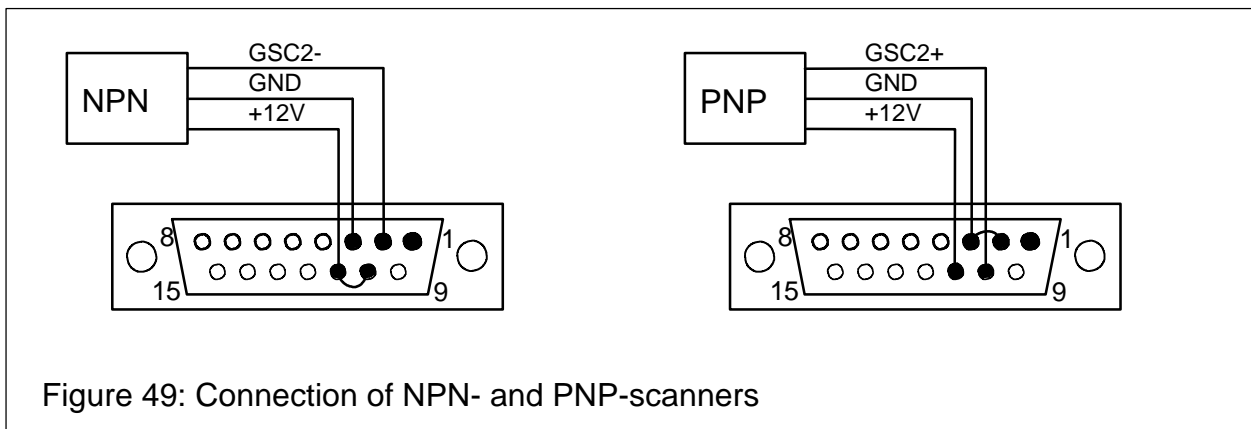 GSC2-
GND
+12V
NPN
8
1
15
9
GSC2+
GND
+12V
PNP
8
1
15
9
Figure 49: Connection of NPN- and PNP-scanners